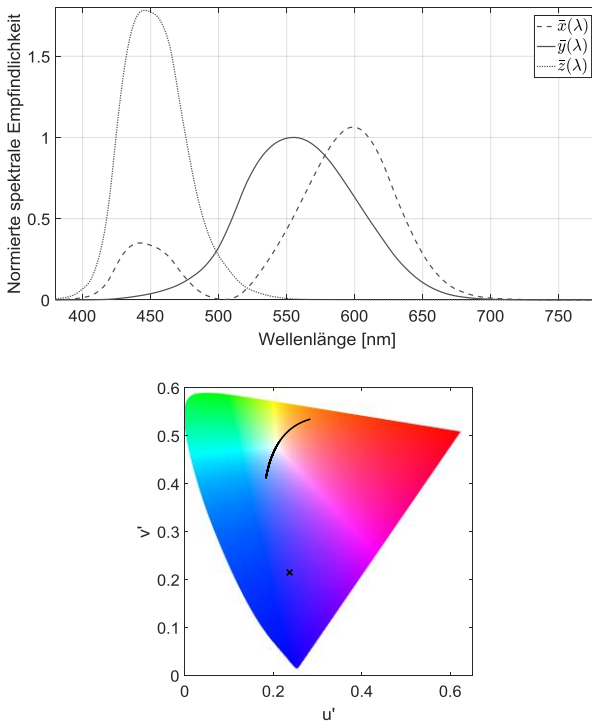 Normierte spektrale Empfindlichkeit
1.5
1
0.5
0
x̄(λ)
ȳ(λ)
z̄(λ)
400 450 500 550 600 650 700 750
Wellenlänge [nm]
0.6
0.5
0.4
0.3
0.2
0.1
0
v'
0 0.2 0.4 0.6
u'